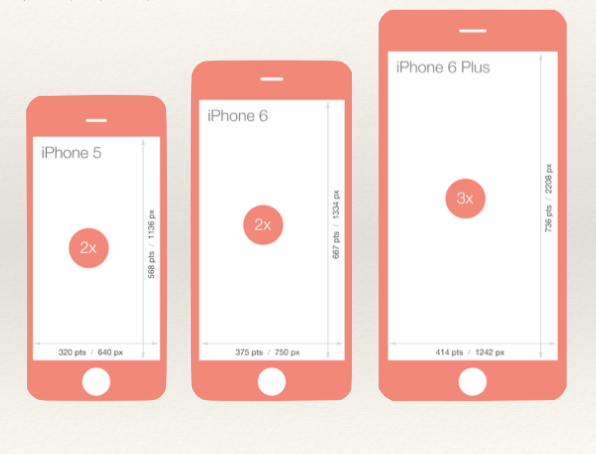 iPhone 5
2x
568 pts / 1136 px
320 pts / 640 px
iPhone 6
2x
667 pts / 1334 px
375 pts / 750 px
iPhone 6 Plus
3x
736 pts / 2208 px
414 pts / 1242 px